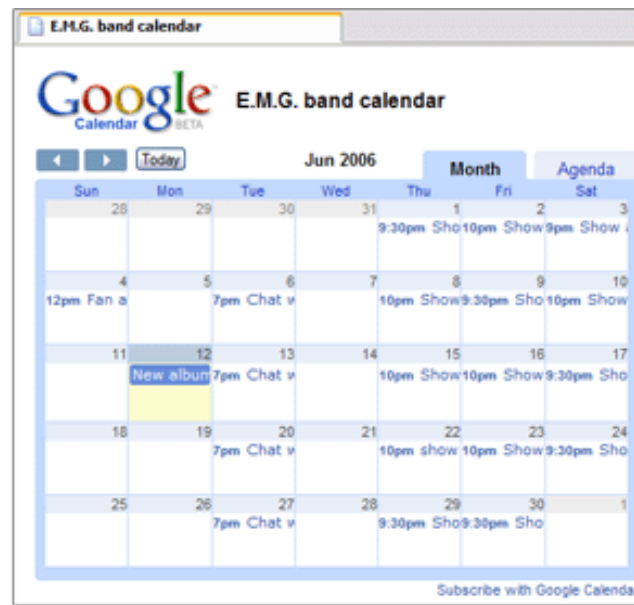 E.M.G. band calendar
Google Calendar BETA E.M.G. band calendar
Today Jun 2006 Month Agenda
Sun Mon Tue Wed Thu Fri Sat
28 29 30 31 1 2 3
9:30pm Sho 10pm Show 9pm Show
4 5 6 7 8 9 10
12pm Fan a 7pm Chat w 10pm Show 9:30pm Sho 10pm Show
11 12 13 14 15 16 17
New album 7pm Chat w 10pm Show 10pm Show 9:30pm Sho
18 19 20 21 22 23 24
7pm Chat w 10pm show 10pm Show 9:30pm Sho
25 26 27 28 29 30 1
7pm Chat w 9:30pm Sho 9:30pm Sho
Subscribe with Google Calenda